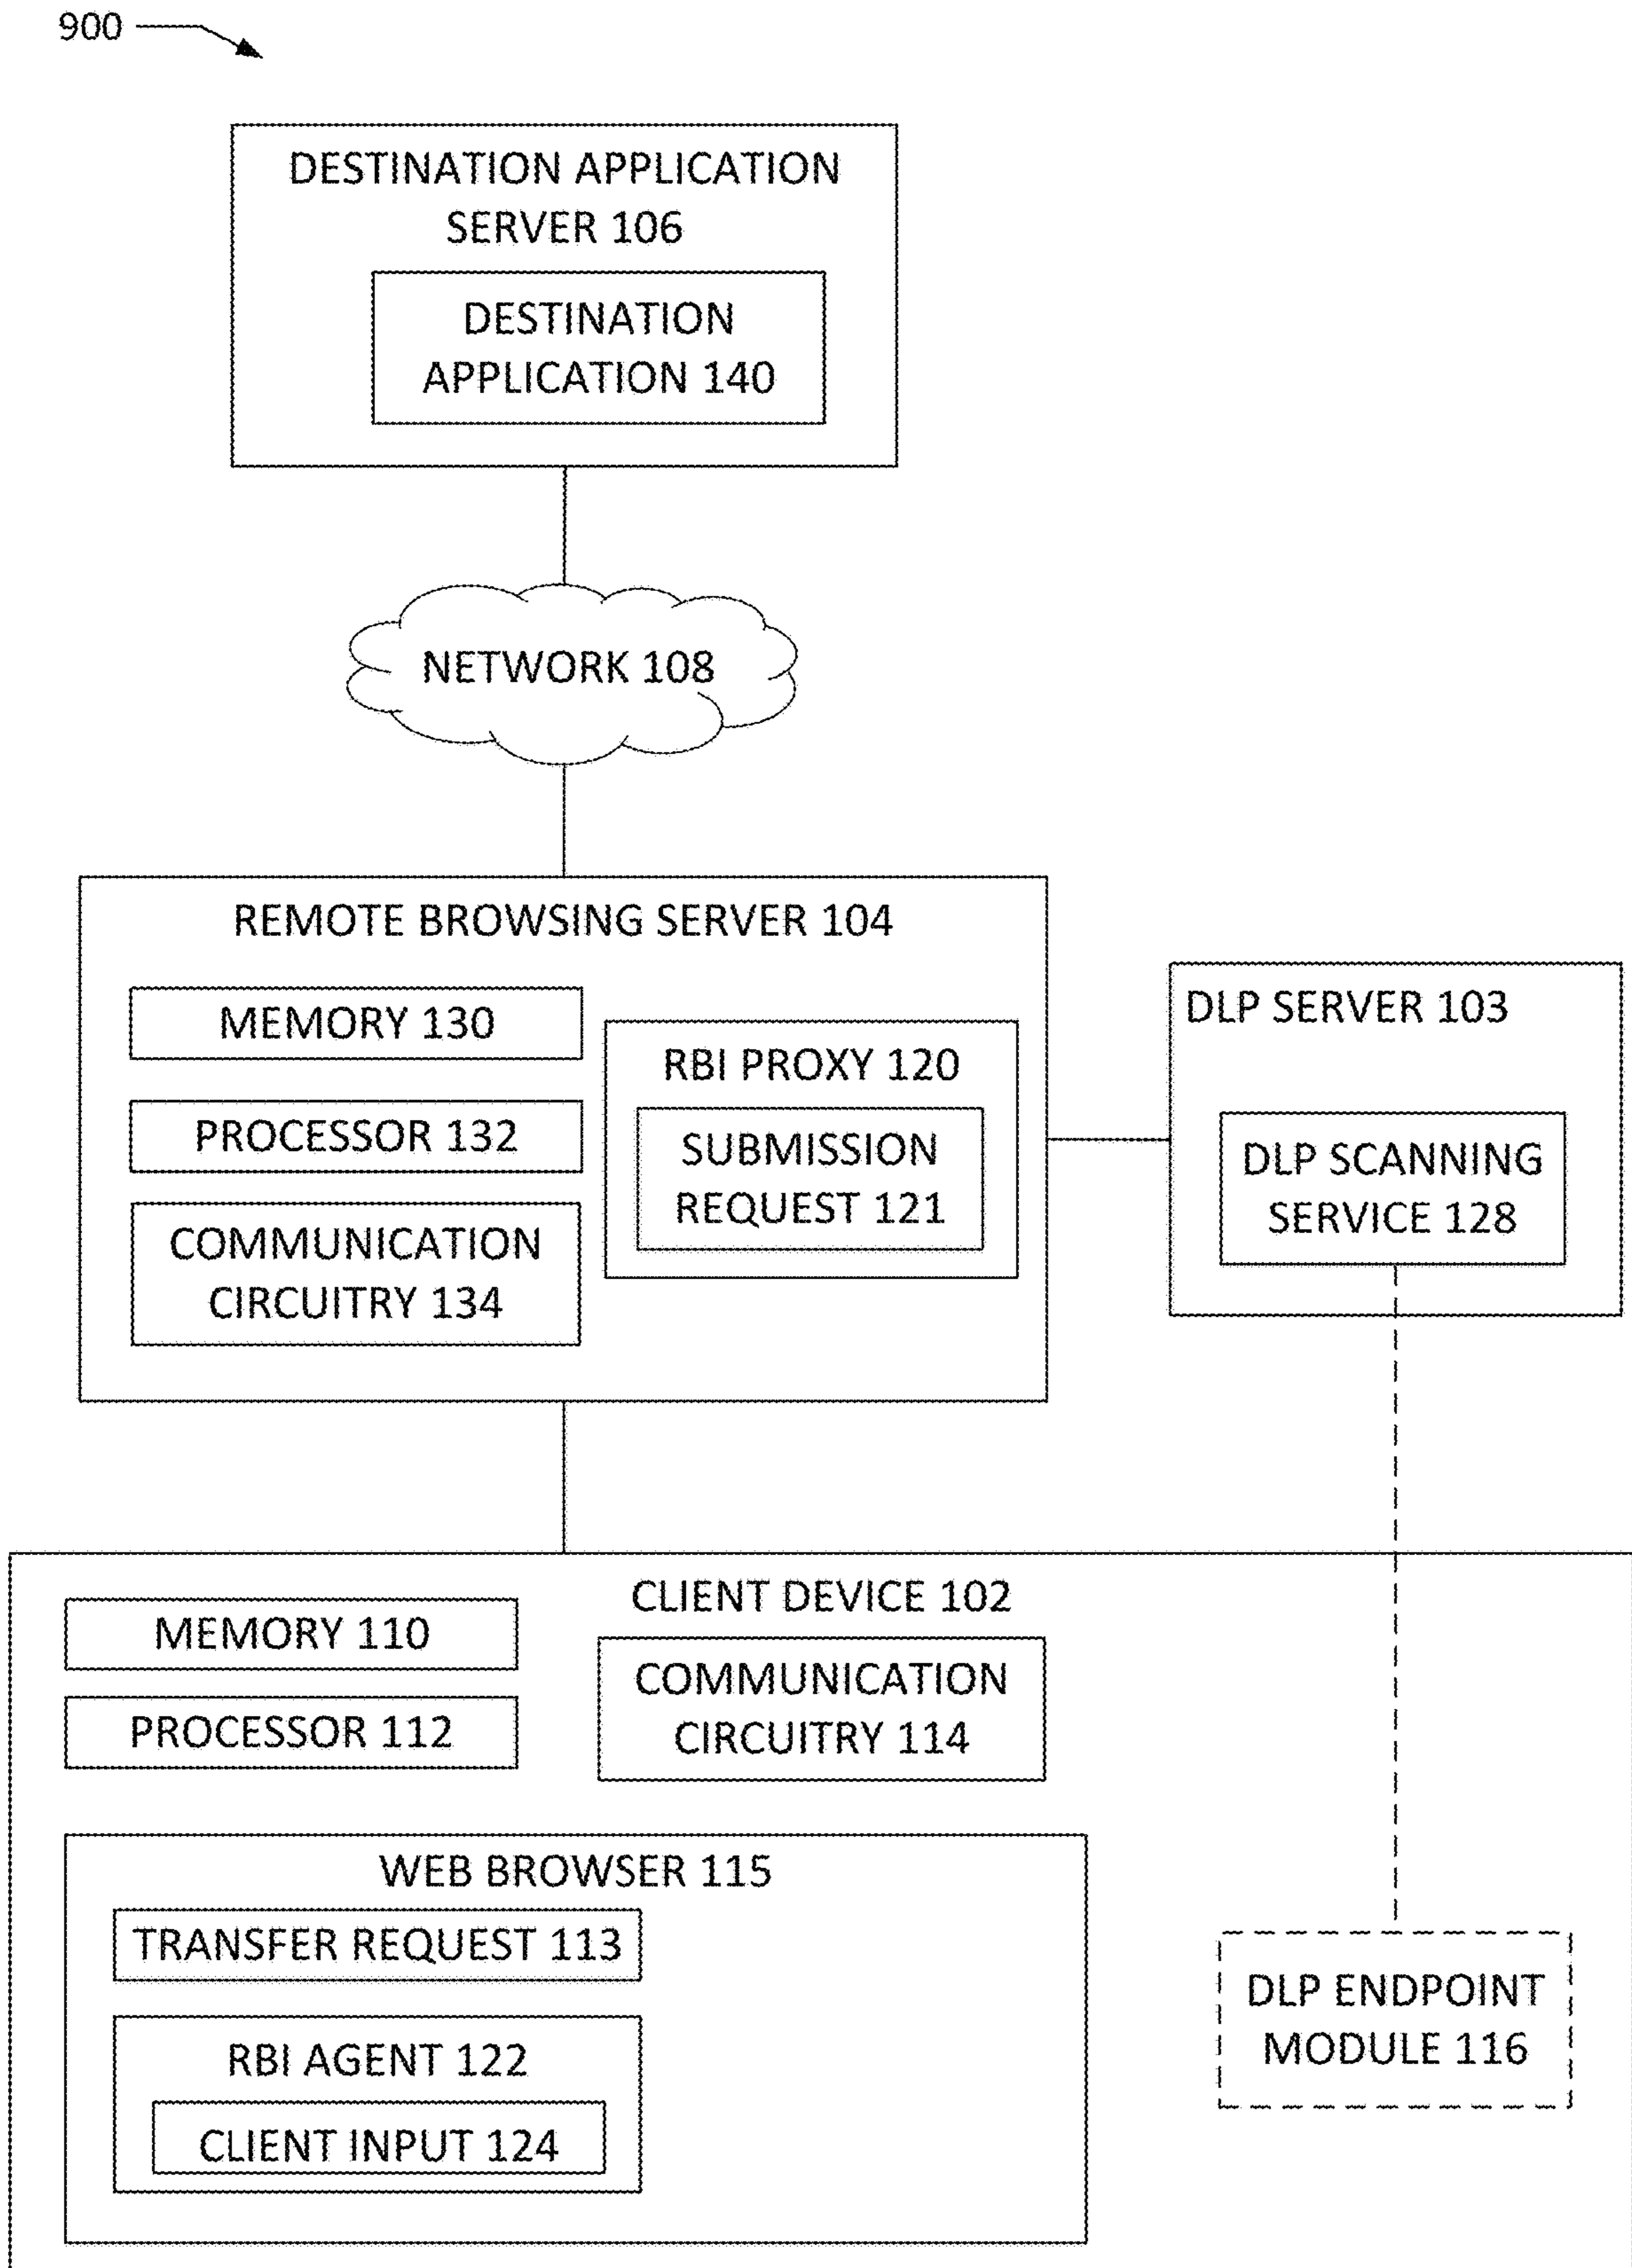 900
DESTINATION APPLICATION
SERVER 106
DESTINATION
APPLICATION 140
NETWORK 108
REMOTE BROWSING SERVER 104
MEMORY 130
PROCESSOR 132
COMMUNICATION
CIRCUITRY 134
RBI PROXY 120
SUBMISSION
REQUEST 121
DLP SERVER 103
DLP SCANNING
SERVICE 128
CLIENT DEVICE 102
MEMORY 110
PROCESSOR 112
COMMUNICATION
CIRCUITRY 114
WEB BROWSER 115
TRANSFER REQUEST 113
RBI AGENT 122
CLIENT INPUT 124
DLP ENDPOINT
MODULE 116